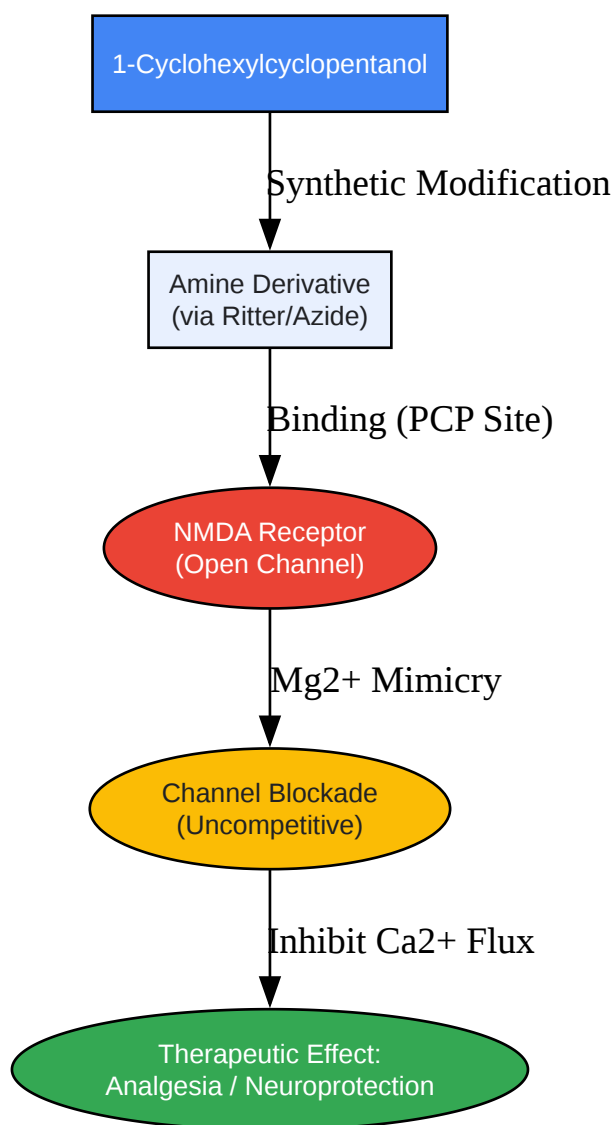 1-Cyclohexylcyclopentanol
Synthetic Modification
Amine Derivative
(via Ritter/Azide)
Binding (PCP Site)
NMDA Receptor
(Open Channel)
Mg2+ Mimicry
Channel Blockade
(Uncompetitive)
Inhibit Ca2+ Flux
Therapeutic Effect:
Analgesia / Neuroprotection